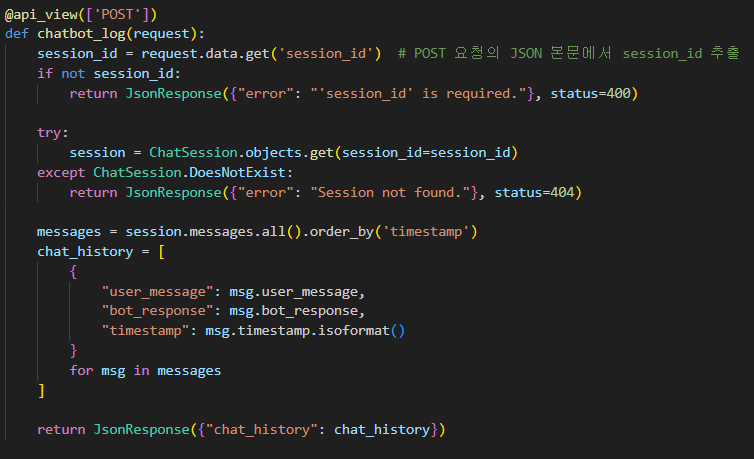 @api_view(['POST'])
def chatbot_log(request):
    session_id = request.data.get('session_id')  # POST 요청의 JSON 본문에서 session_id 추출
    if not session_id:
        return JsonResponse({"error": "'session_id' is required."}, status=400)

    try:
        session = ChatSession.objects.get(session_id=session_id)
    except ChatSession.DoesNotExist:
        return JsonResponse({"error": "Session not found."}, status=404)

    messages = session.messages.all().order_by('timestamp')
    chat_history = [
        {
            "user_message": msg.user_message,
            "bot_response": msg.bot_response,
            "timestamp": msg.timestamp.isoformat()
        }
        for msg in messages
    ]

    return JsonResponse({"chat_history": chat_history})